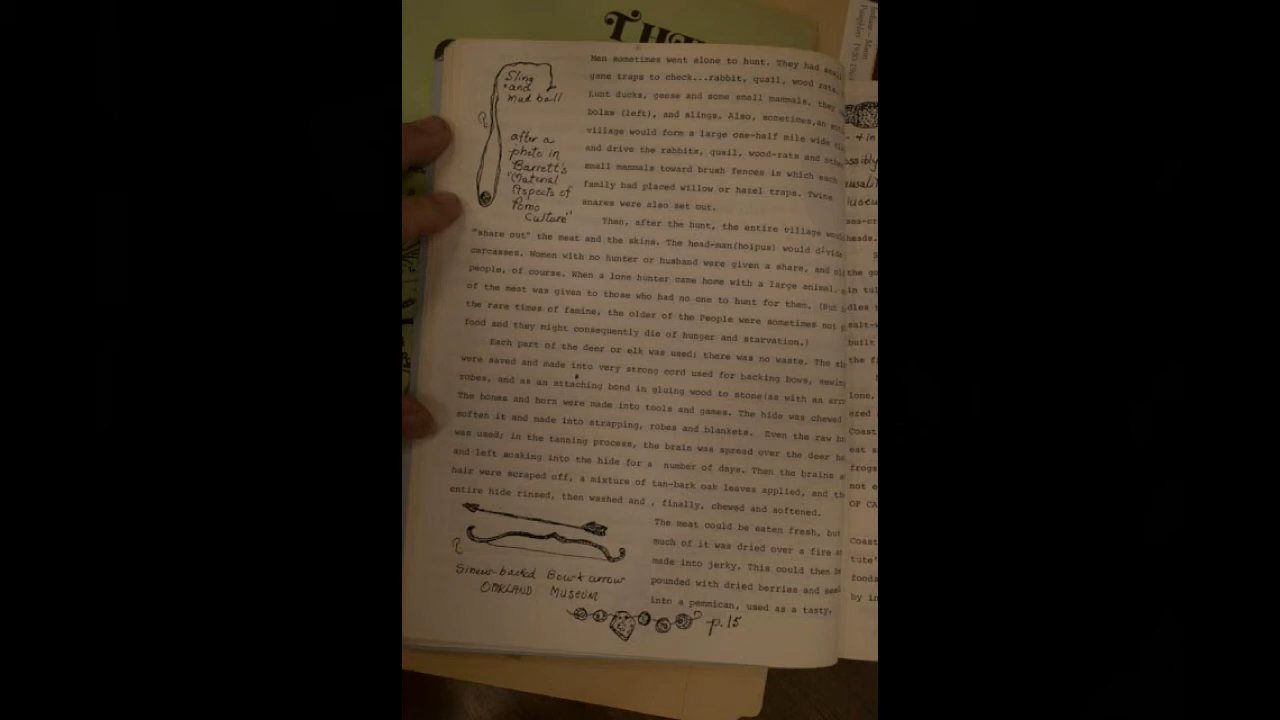 TH
Sling
and
mud ball
after a
photo in
Barrett's
"Material
Aspects of
Pomo
Culture"
Men sometimes went alone to hunt. They had
game traps to check...rabbit, quail, wood rats.
hunt ducks, geese and some small mammals, they
bolas (left), and slings. Also, sometimes, an
village would form a large one-half mile wide
and drive the rabbits, quail, wood-rats and
small mammals toward brush fences in which each
family had placed willow or hazel traps. Twine
snares were also set out.
Then, after the hunt, the entire village
"share out" the meat and the skins. The head-man(hoipus) would divide
carcasses. Women with no hunter or husband were given a share, and
people, of course. When a lone hunter came home with a large animal,
of the meat was given to those who had no one to hunt for them. (But
the rare times of famine, the older of the People were sometimes not
food and they might consequently die of hunger and starvation.)
Each part of the deer or elk was used; there was no waste. The
were saved and made into very strong cord used for backing bows,
robes, and as an attaching bond in gluing wood to stone(as with an
The bones and horn were made into tools and games. The hide was chewed
soften it and made into strapping, robes and blankets. Even the raw
was used; in the tanning process, the brain was spread over the deer
and left soaking into the hide for a number of days. Then the brains
hair were scraped off, a mixture of tan-bark oak leaves applied, and
entire hide rinsed, then washed and , finally, chewed and softened.
The meat could be eaten fresh, but
much of it was dried over a fire
made into jerky. This could then
pounded with dried berries and
into a pemmican, used as a tasty,
Sinew-backed Bow & arrow
OAKLAND MUSEUM
p.15